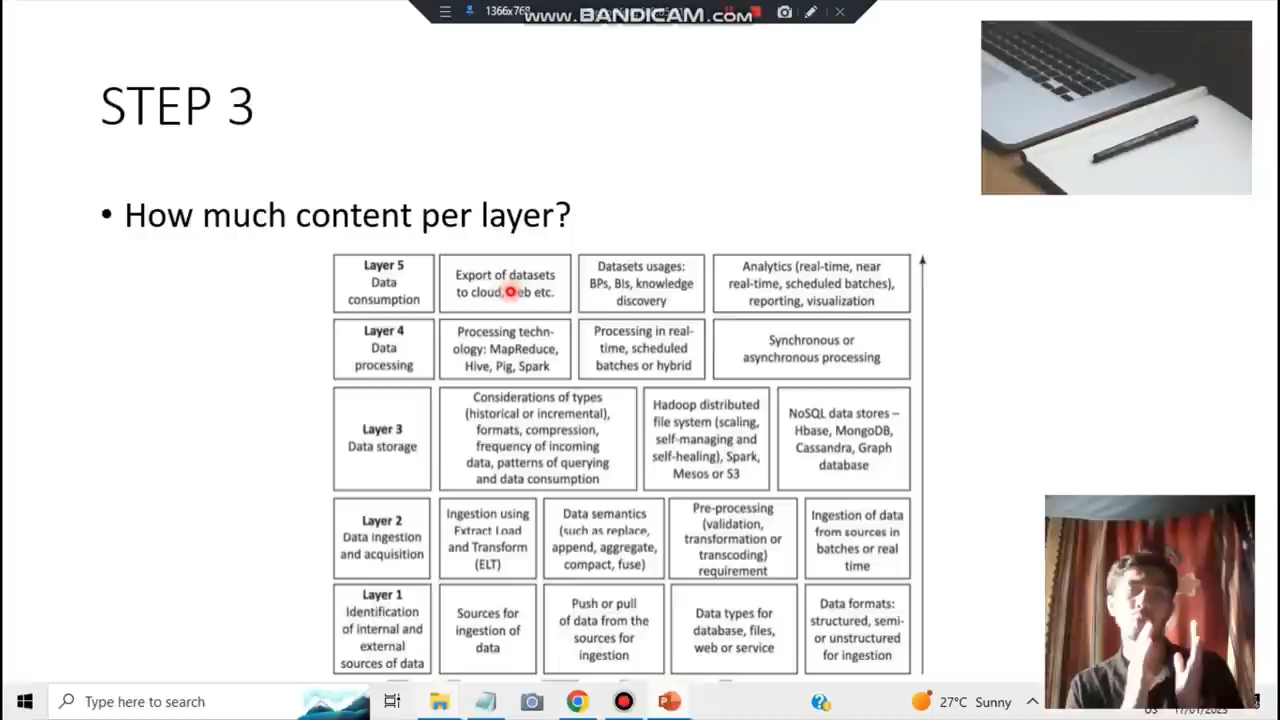 1366x768
www.BANDICAM.com
STEP 3
• How much content per layer?
Layer 5
Data
consumption
Export of datasets
to cloud, web etc.
Datasets usages:
BPs, BIs, knowledge
discovery
Analytics (real-time, near
real-time, scheduled batches),
reporting, visualization
Layer 4
Data
processing
Processing techn-
ology: MapReduce,
Hive, Pig, Spark
Processing in real-
time, scheduled
batches or hybrid
Synchronous or
asynchronous processing
Layer 3
Data storage
Considerations of types
(historical or incremental),
formats, compression,
frequency of incoming
data, patterns of querying
and data consumption
Hadoop distributed
file system (scaling,
self-managing and
self-healing), Spark,
Mesos or S3
NoSQL data stores –
Hbase, MongoDB,
Cassandra, Graph
database
Layer 2
Data ingestion
and acquisition
Ingestion using
Extract Load
and Transform
(ELT)
Data semantics
(such as replace,
append, aggregate,
compact, fuse)
Pre-processing
(validation,
transformation or
transcoding)
requirement
Ingestion of data
from sources in
batches or real
time
Layer 1
Identification
of internal and
external
sources of data
Sources for
ingestion of
data
Push or pull
of data from the
sources for
ingestion
Data types for
database, files,
web or service
Data formats:
structured, semi-
or unstructured
for ingestion
Type here to search
27°C Sunny
17/01/2023